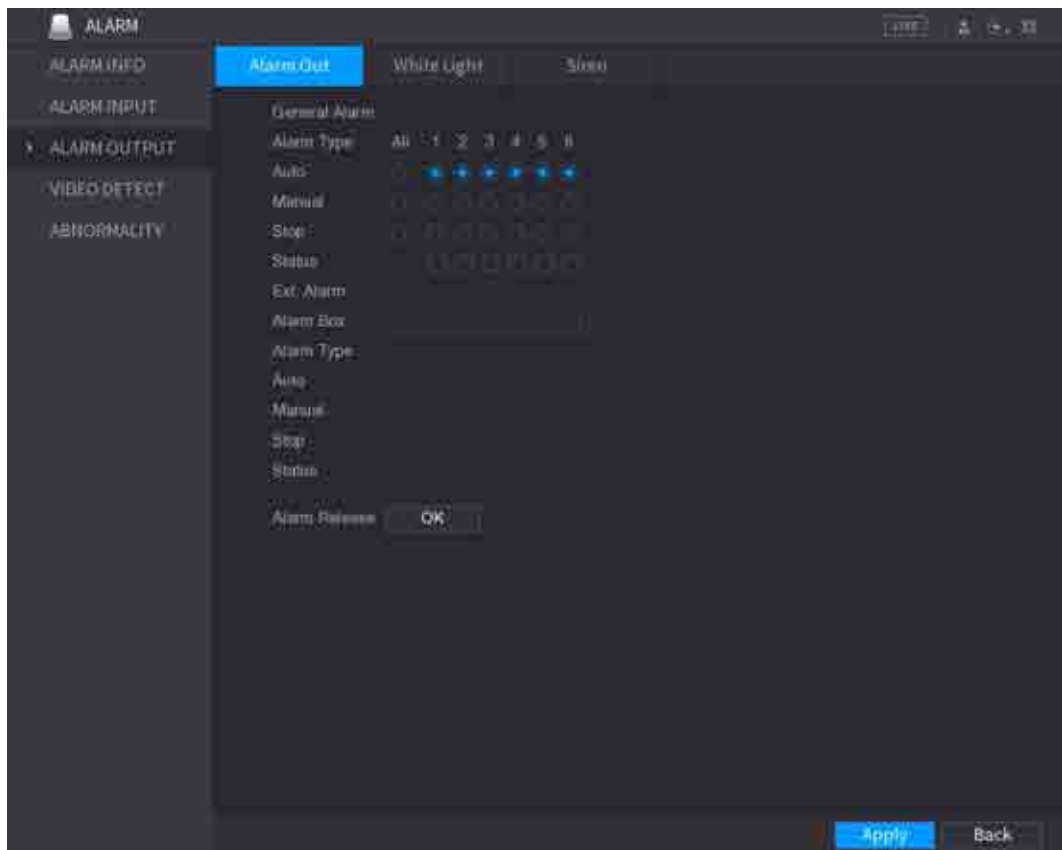 ALARM
LIVE
ALARM INFO
ALARM INPUT
ALARM OUTPUT
VIDEO DETECT
ABNORMALITY
Alarm Out White Light Siren
General Alarm
Alarm Type All 1 2 3 4 5 6
Auto
Manual
Stop
Status
Ext. Alarm
Alarm Box
Alarm Type
Auto
Manual
Stop
Status
Alarm Release OK
Apply Back